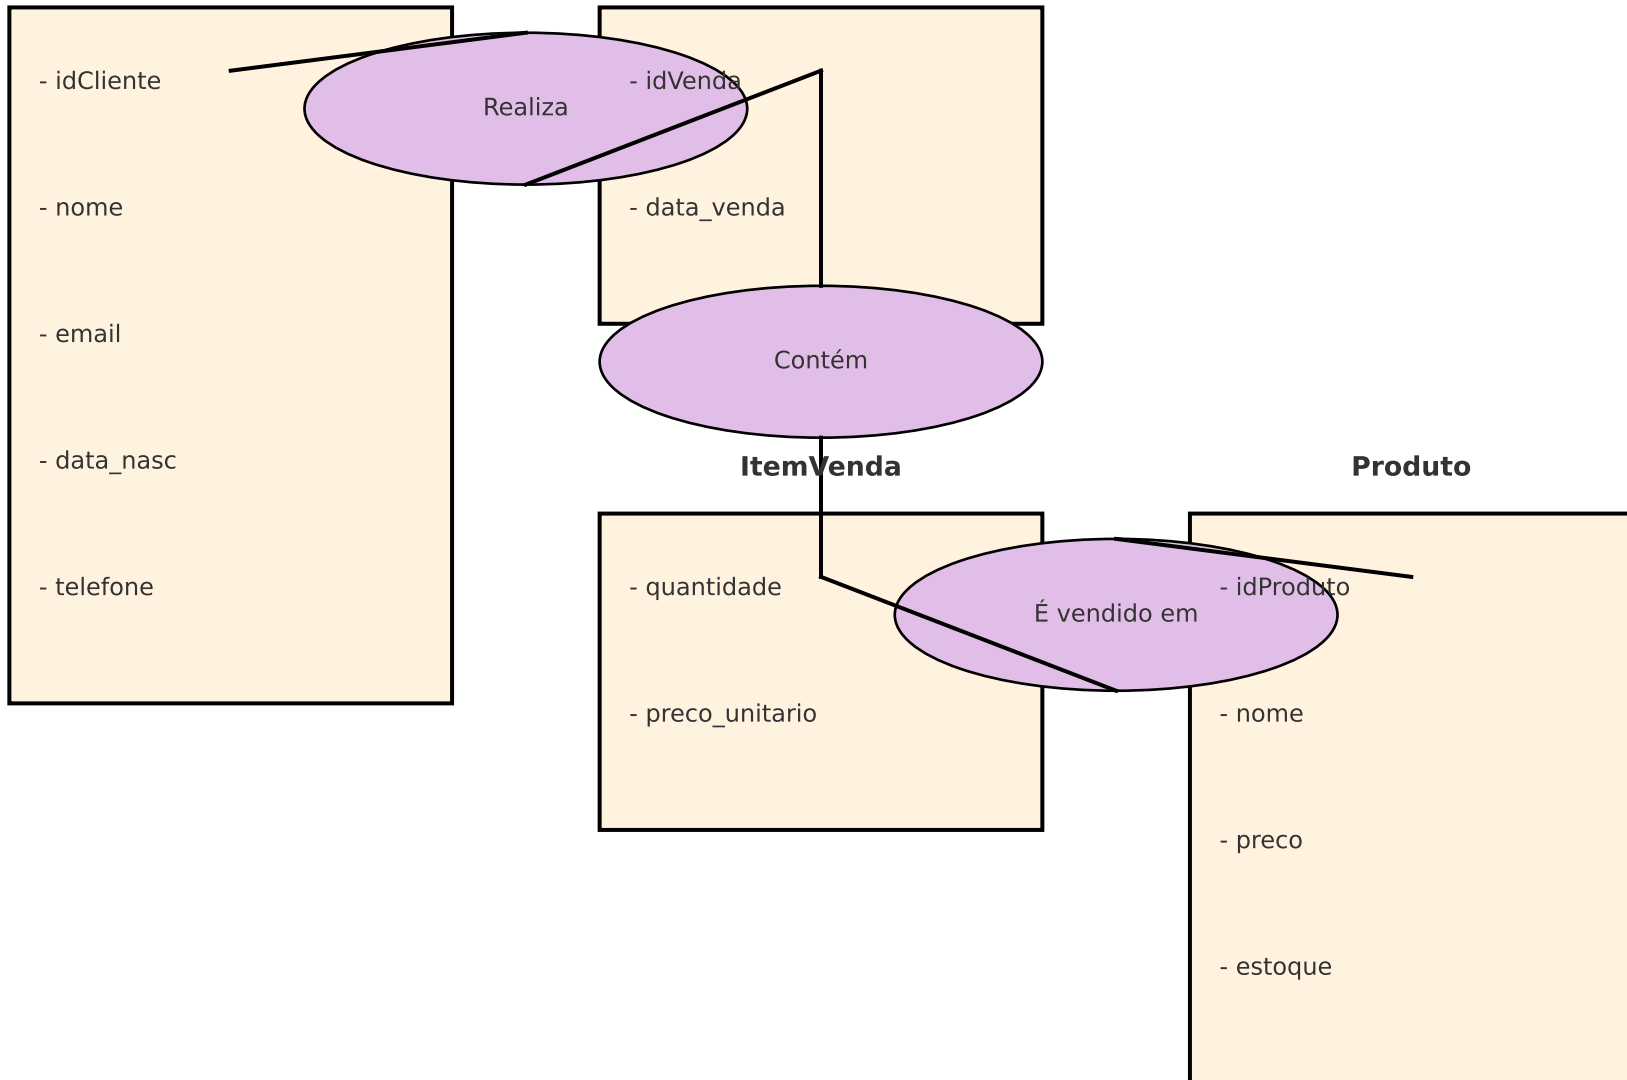 - idCliente
- nome
- email
- data_nasc
- telefone
Realiza
- idVenda
- data_venda
Contém
ItemVenda
- quantidade
- preco_unitario
É vendido em
Produto
- idProduto
- nome
- preco
- estoque